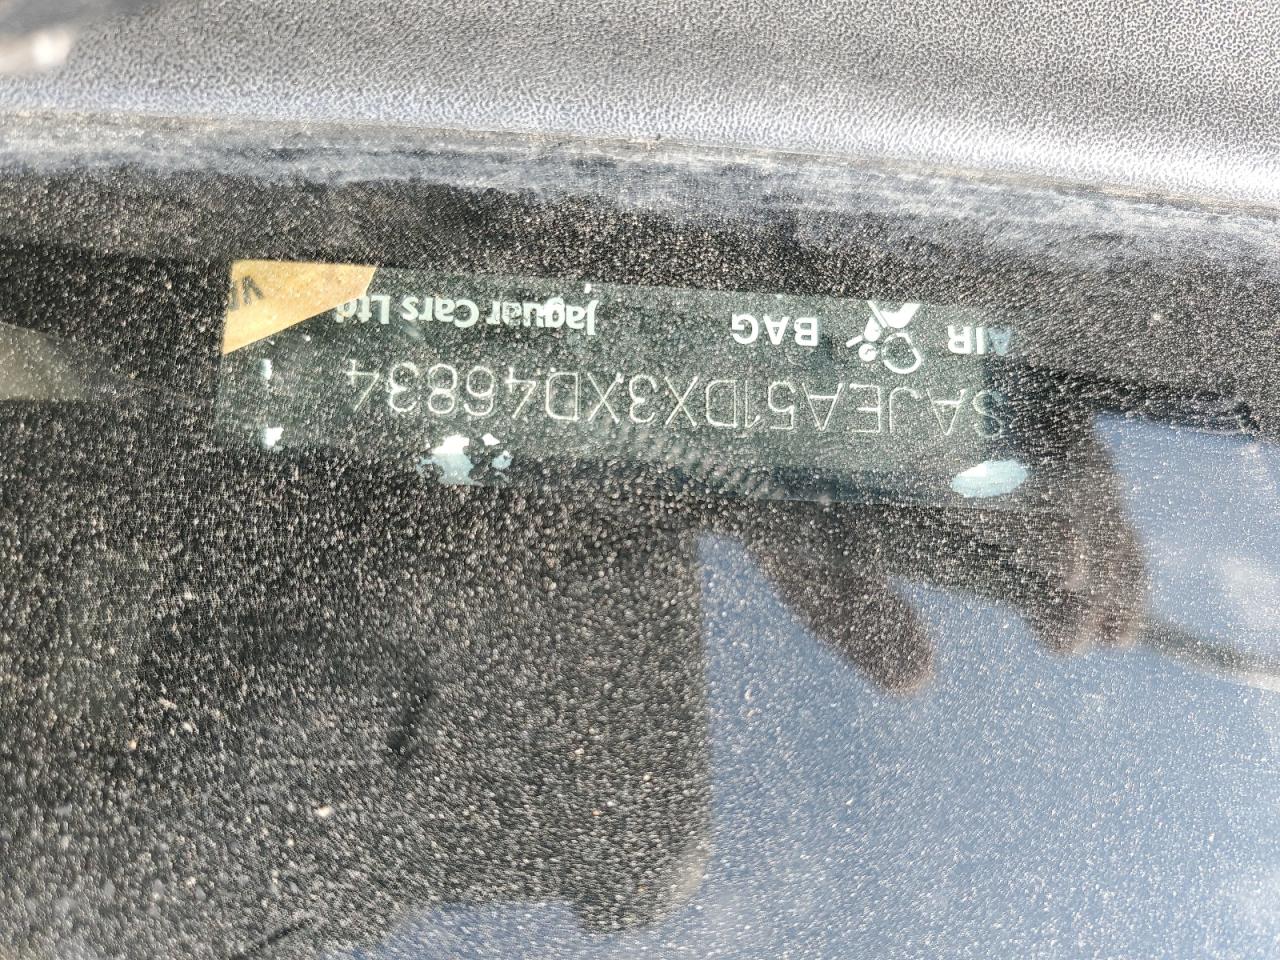 SAJEA51DX3XD46834
AIR BAG Jaguar Cars Ltd